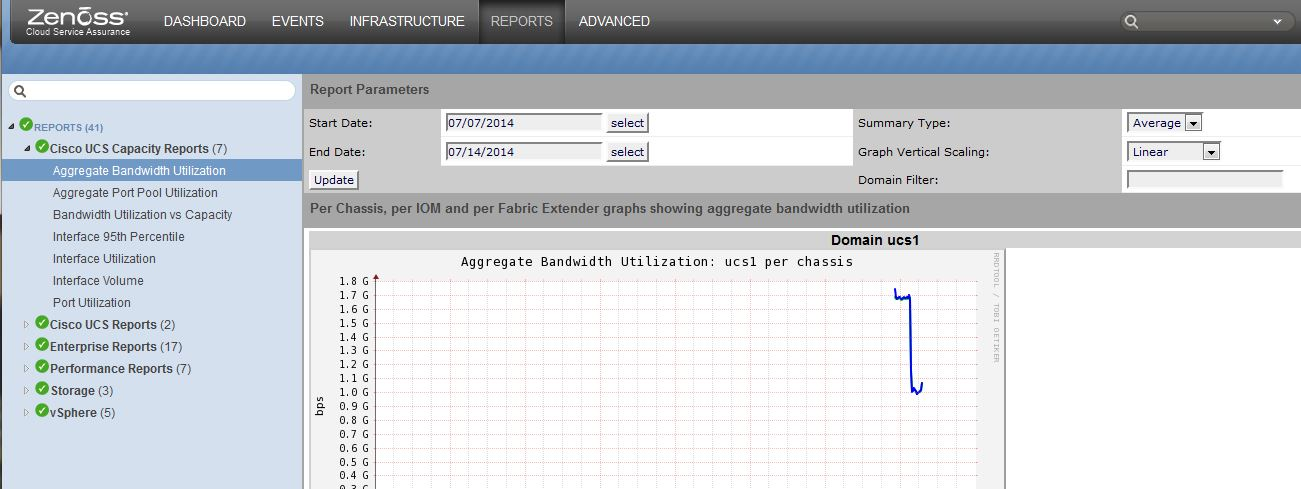 Zenoss
Cloud Service Assurance
DASHBOARD EVENTS INFRASTRUCTURE REPORTS ADVANCED
REPORTS (41)
Cisco UCS Capacity Reports (7)
Aggregate Bandwidth Utilization
Aggregate Port Pool Utilization
Bandwidth Utilization vs Capacity
Interface 95th Percentile
Interface Utilization
Interface Volume
Port Utilization
Cisco UCS Reports (2)
Enterprise Reports (17)
Performance Reports (7)
Storage (3)
vSphere (5)
Report Parameters
Start Date: 07/07/2014 select Summary Type: Average
End Date: 07/14/2014 select Graph Vertical Scaling: Linear
Update Domain Filter:
Per Chassis, per IOM and per Fabric Extender graphs showing aggregate bandwidth utilization
Domain ucs1
Aggregate Bandwidth Utilization: ucs1 per chassis
1.8 G
1.7 G
1.6 G
1.5 G
1.4 G
1.3 G
1.2 G
1.1 G
1.0 G
0.9 G
0.8 G
0.7 G
0.6 G
0.5 G
0.4 G
0.3 G
bps
RRDTOOL / TOBI OETIKER